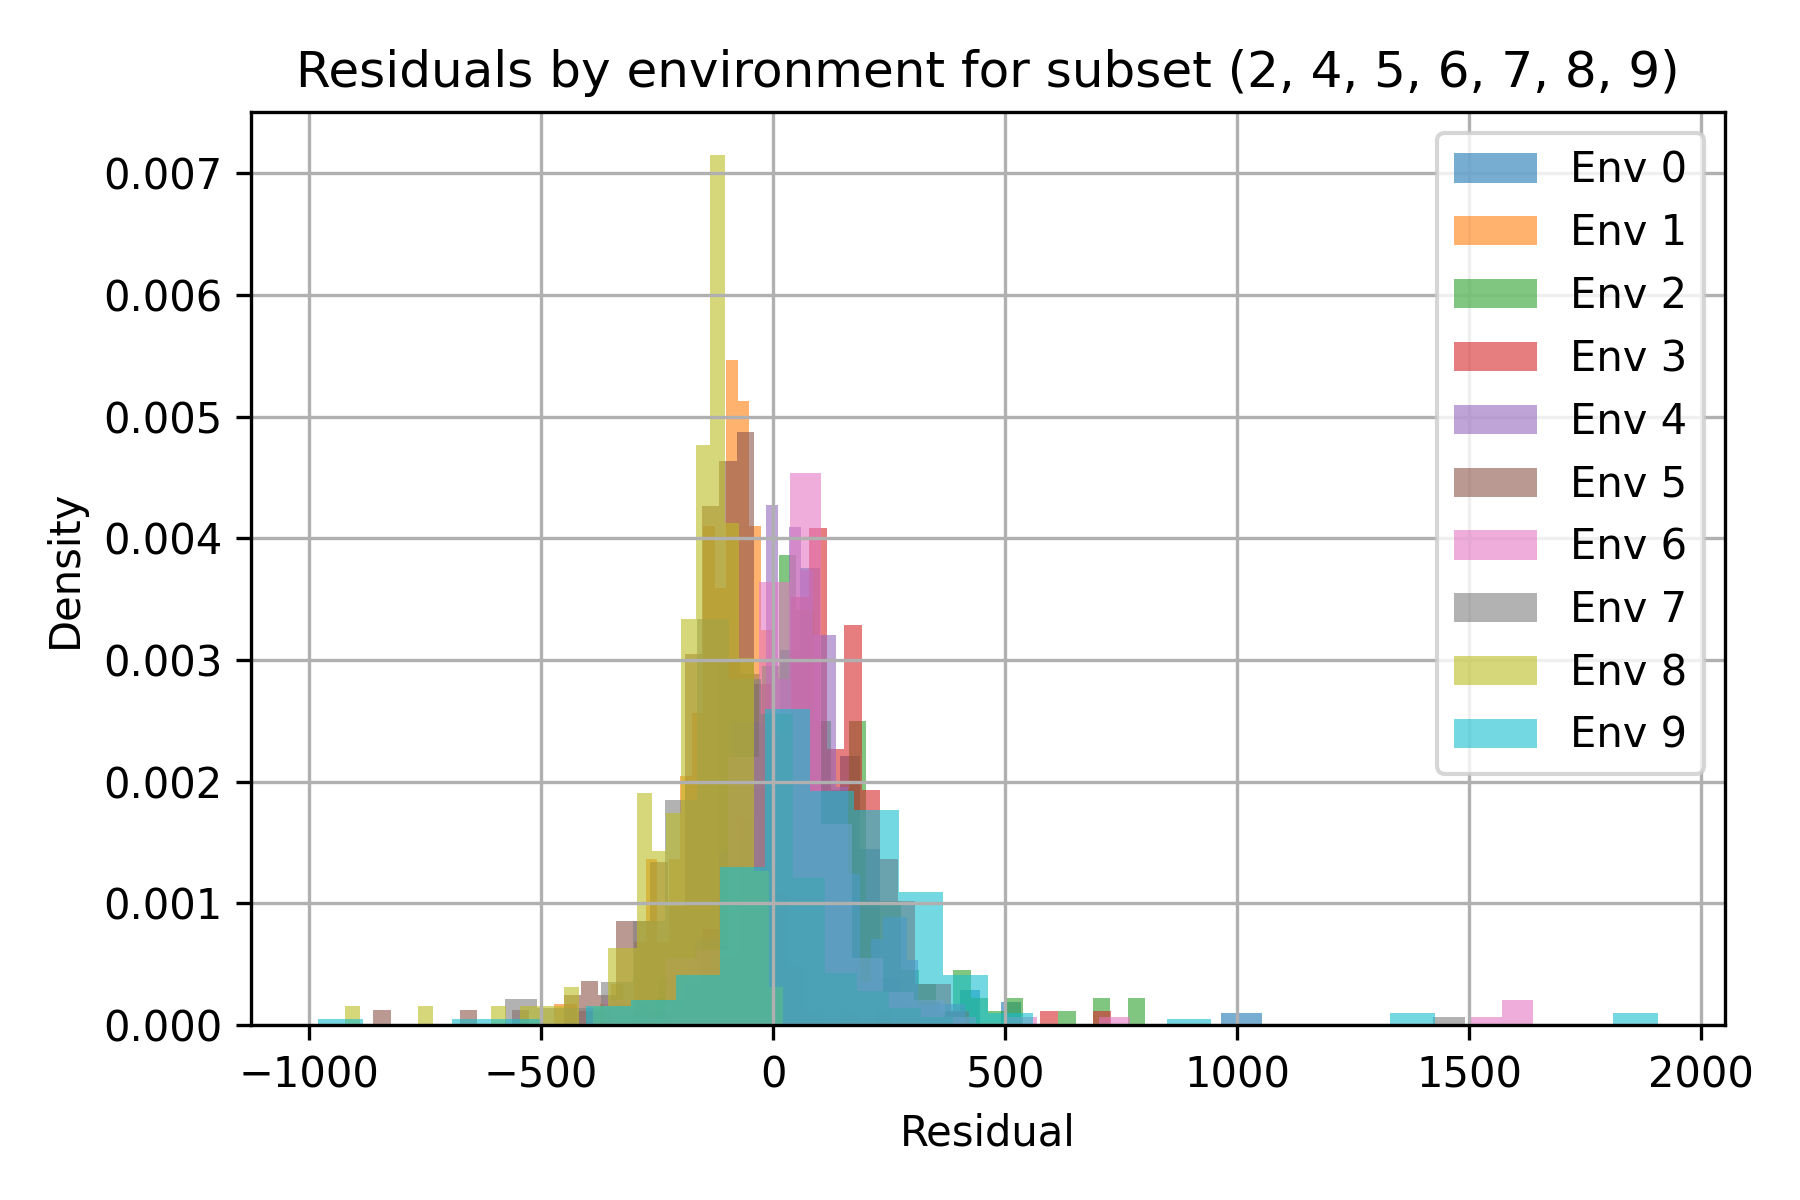 Residuals by environment for subset (2, 4, 5, 6, 7, 8, 9)
0.007
0.006
0.005
0.004
0.003
0.002
0.001
0.000
Density
−1000
−500
0
500
1000
1500
2000
Residual
Env 0
Env 1
Env 2
Env 3
Env 4
Env 5
Env 6
Env 7
Env 8
Env 9